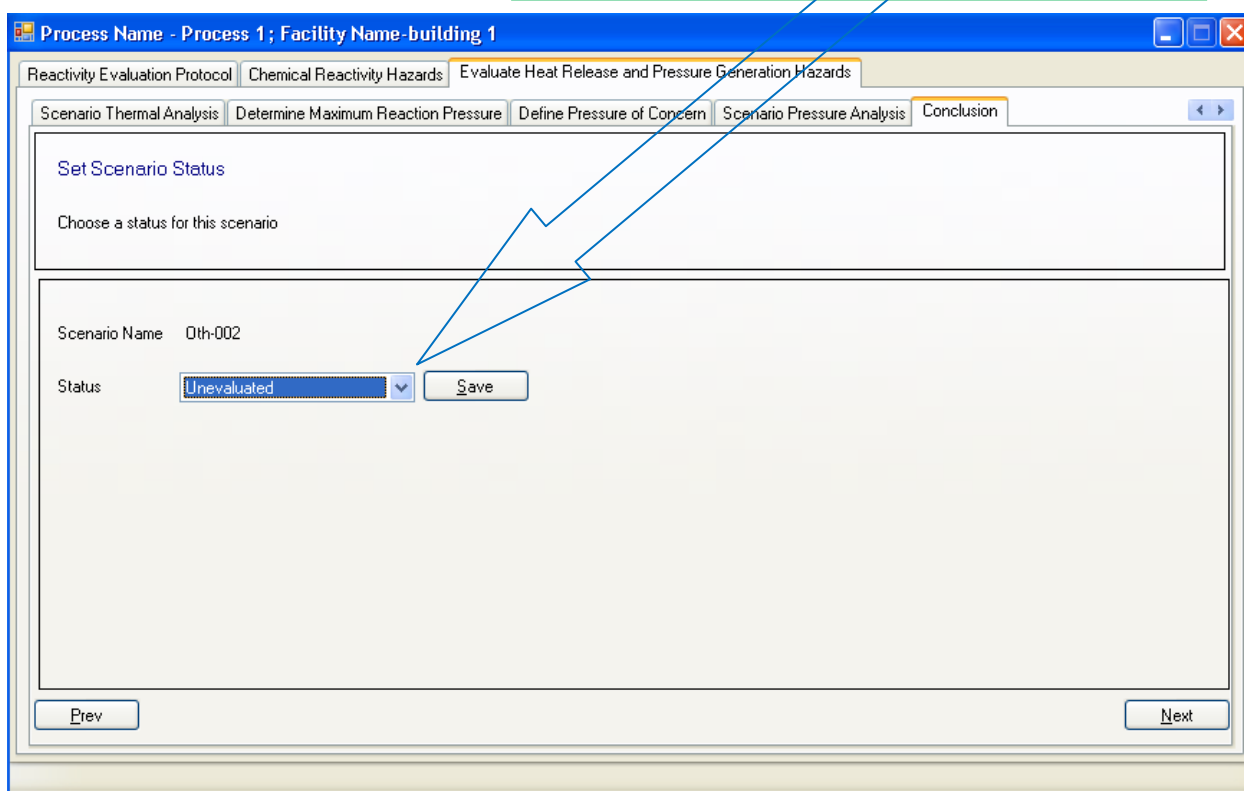 Process Name - Process 1; Facility Name-building 1
Reactivity Evaluation Protocol Chemical Reactivity Hazards Evaluate Heat Release and Pressure Generation Hazards
Scenario Thermal Analysis Determine Maximum Reaction Pressure Define Pressure of Concern Scenario Pressure Analysis Conclusion
Set Scenario Status
Choose a status for this scenario
Scenario Name Oth-002
Status Unevaluated Save
Prev Next